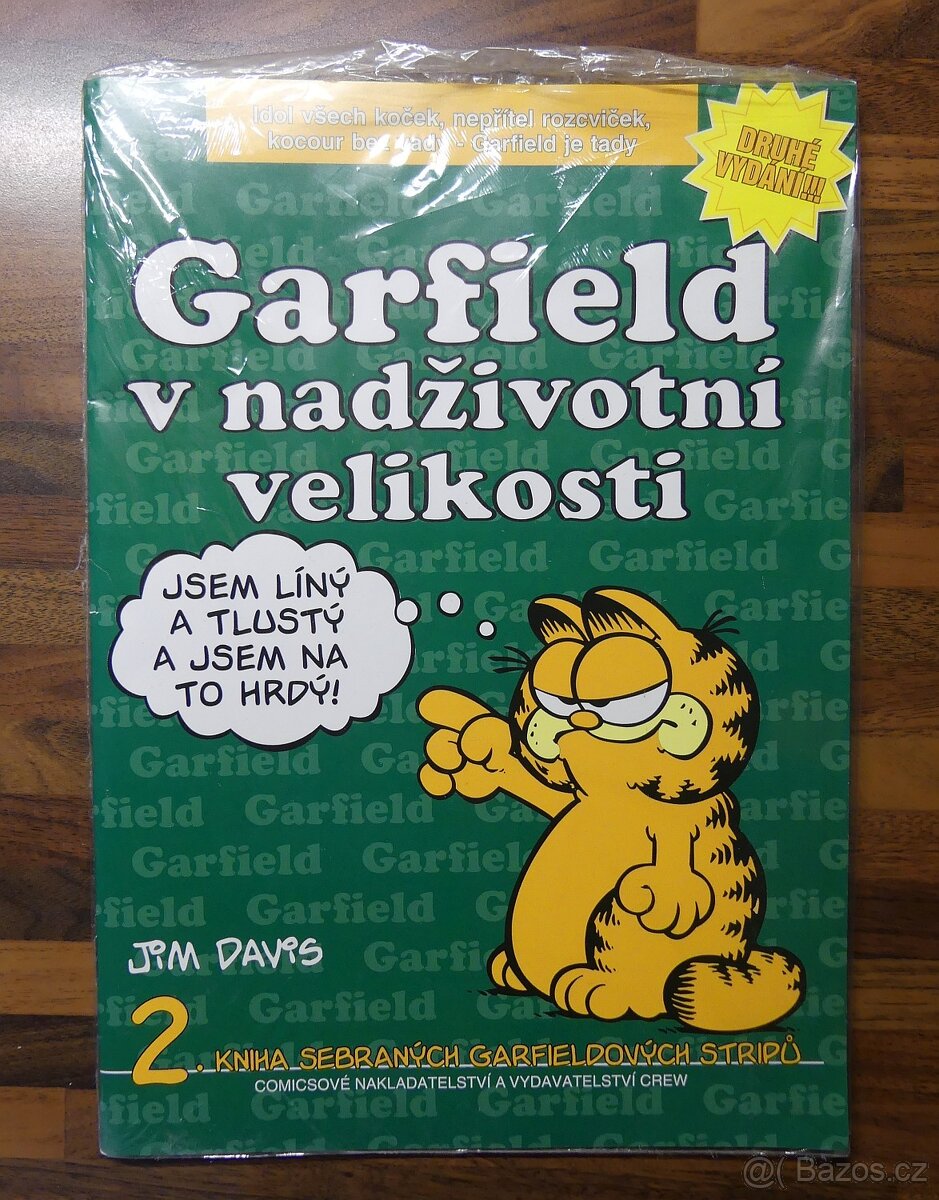 Idol všech koček, nepřítel rozcviček,
kocour bez vady - Garfield je tady
DRUHÉ
VYDÁNÍ!!!
Garfield
v nadživotní
velikosti
JSEM LÍNÝ
A TLUSTÝ
A JSEM NA
TO HRDÝ!
JIM DAVIS
2. KNIHA SEBRANÝCH GARFIELDOVÝCH STRIPŮ
COMICSOVÉ NAKLADATELSTVÍ A VYDAVATELSTVÍ CREW
@( Bazos.cz